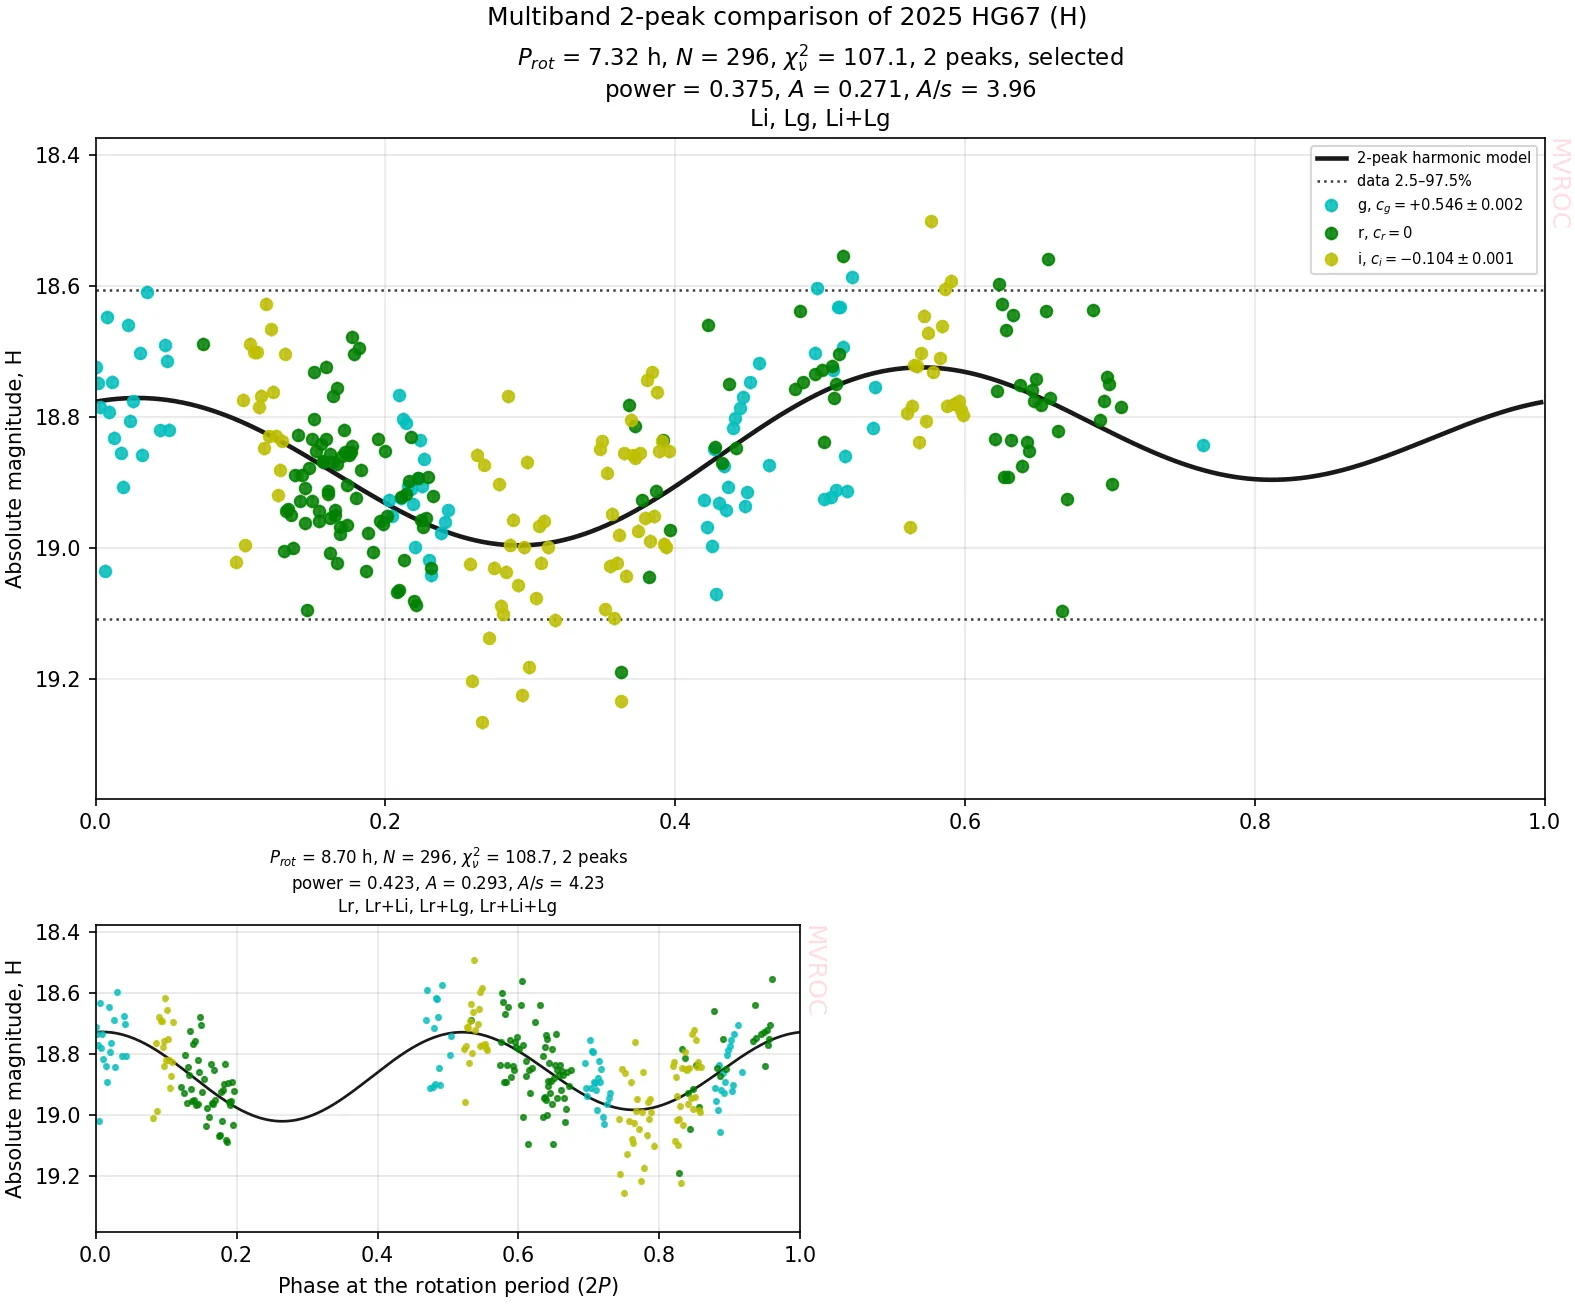 Multiband 2-peak comparison of 2025 HG67 (H)
P_rot = 7.32 h, N = 296, χ²_ν = 107.1, 2 peaks, selected
power = 0.375, A = 0.271, A/s = 3.96
Li, Lg, Li+Lg
2-peak harmonic model
data 2.5–97.5%
g, c_g = +0.546 ± 0.002
r, c_r = 0
i, c_i = −0.104 ± 0.001
MVROC
Absolute magnitude, H
18.4
18.6
18.8
19.0
19.2
0.0 0.2 0.4 0.6 0.8 1.0
P_rot = 8.70 h, N = 296, χ²_ν = 108.7, 2 peaks
power = 0.423, A = 0.293, A/s = 4.23
Lr, Lr+Li, Lr+Lg, Lr+Li+Lg
MVROC
Absolute magnitude, H
18.4
18.6
18.8
19.0
19.2
0.0 0.2 0.4 0.6 0.8 1.0
Phase at the rotation period (2P)